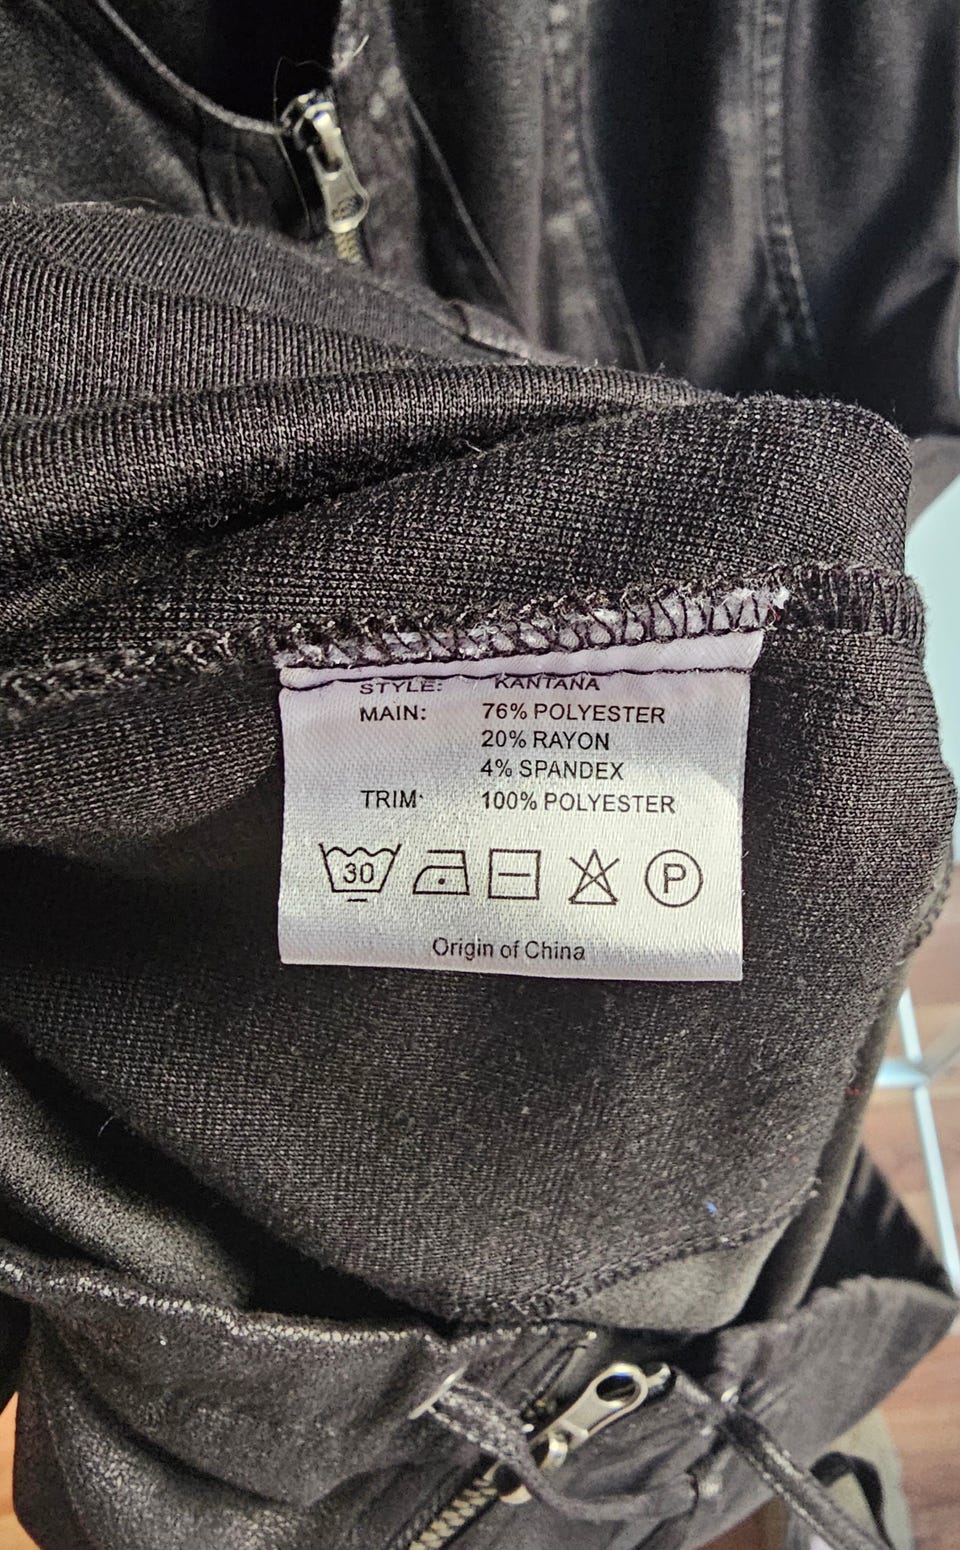 STYLE: KANTANA
MAIN: 76% POLYESTER
20% RAYON
4% SPANDEX
TRIM: 100% POLYESTER
30 P
Origin of China